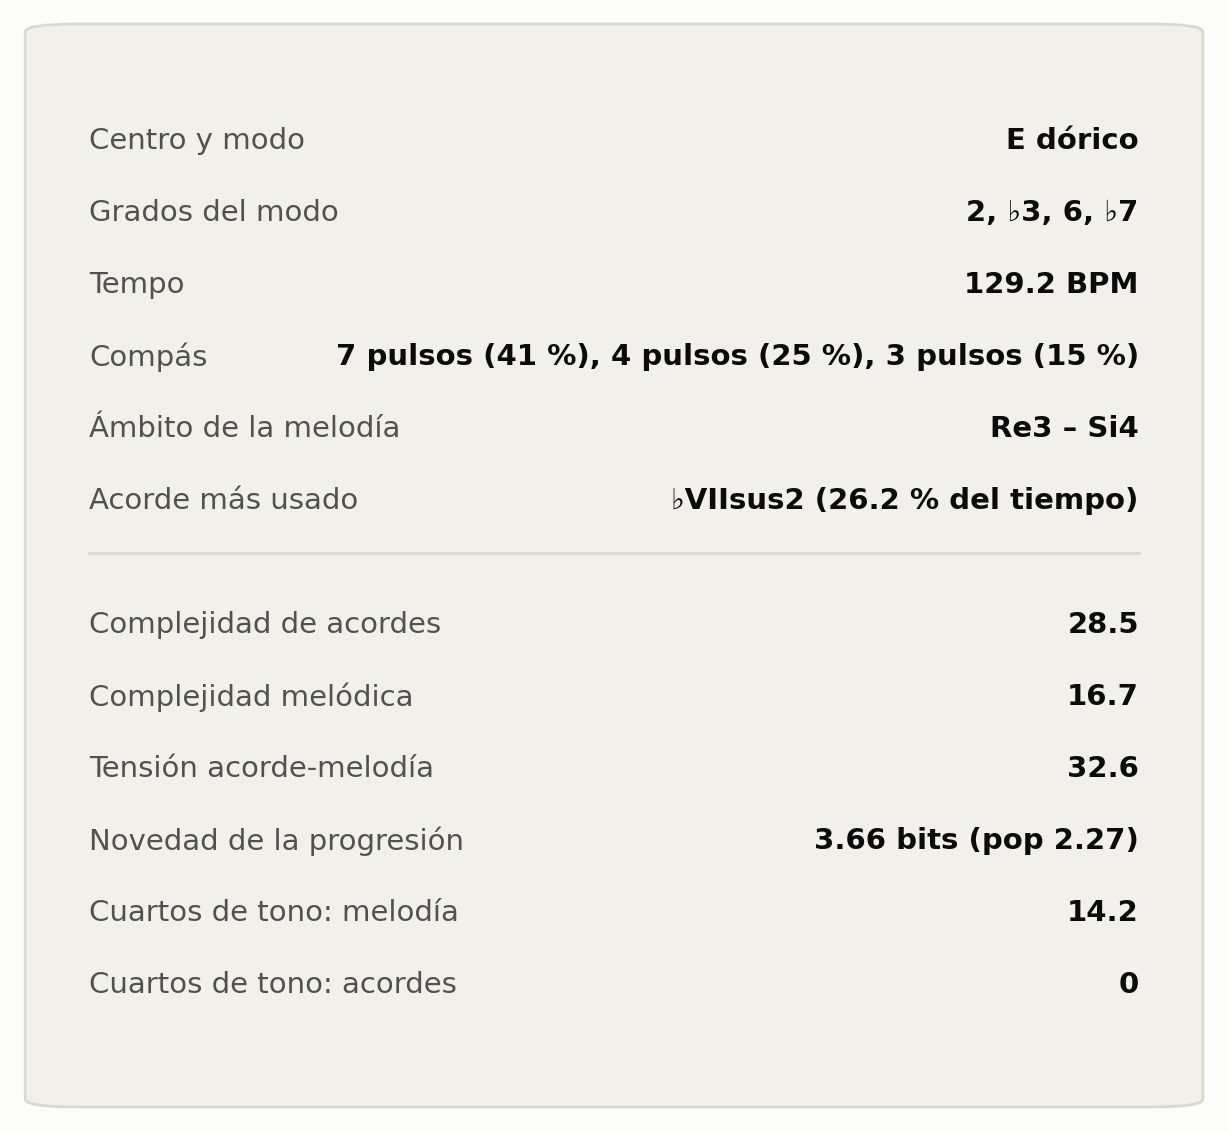 Centro y modo E dórico
Grados del modo 2, ♭3, 6, ♭7
Tempo 129.2 BPM
Compás 7 pulsos (41 %), 4 pulsos (25 %), 3 pulsos (15 %)
Ámbito de la melodía Re3 – Si4
Acorde más usado ♭VIIsus2 (26.2 % del tiempo)
Complejidad de acordes 28.5
Complejidad melódica 16.7
Tensión acorde-melodía 32.6
Novedad de la progresión 3.66 bits (pop 2.27)
Cuartos de tono: melodía 14.2
Cuartos de tono: acordes 0